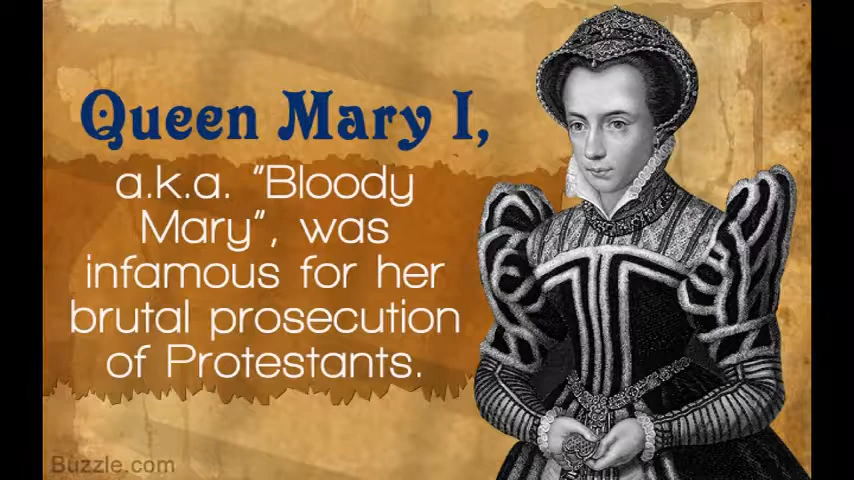 Queen Mary I,
a.k.a. "Bloody
Mary", was
infamous for her
brutal prosecution
of Protestants.
Buzzle.com